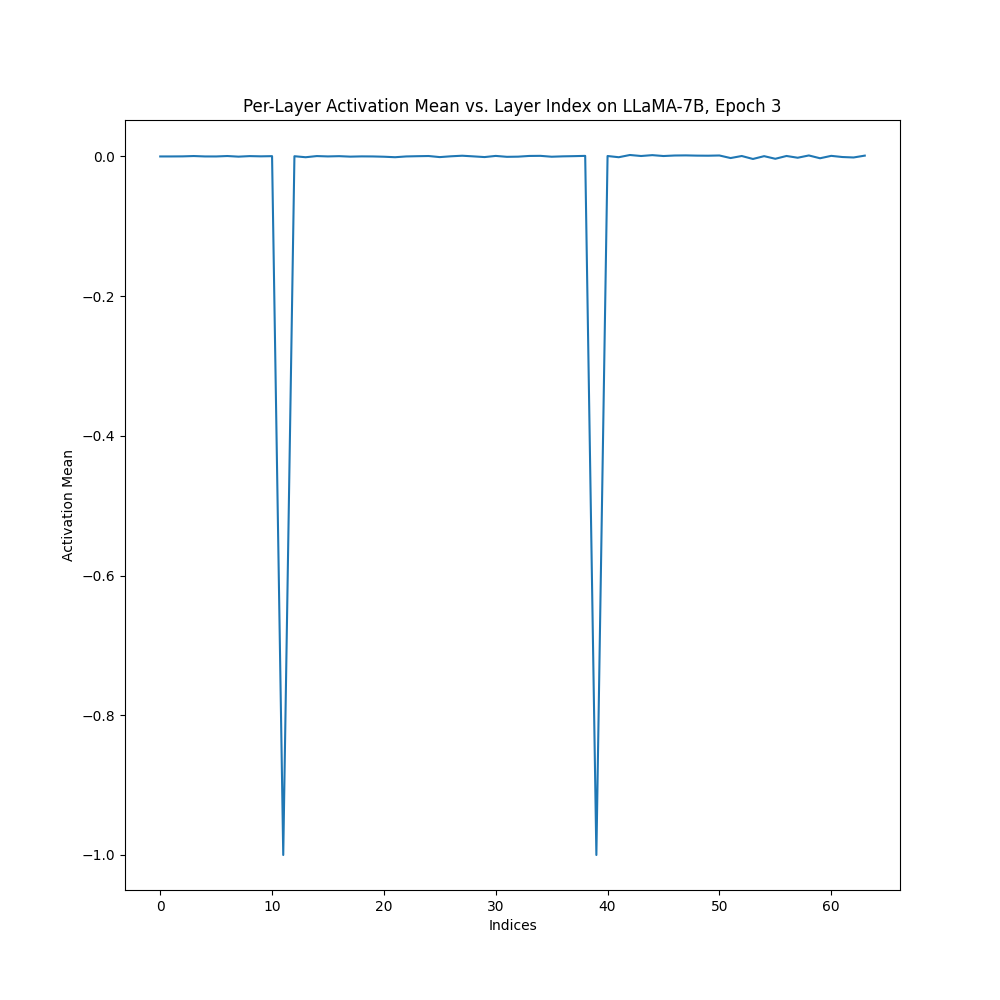 Per-Layer Activation Mean vs. Layer Index on LLaMA-7B, Epoch 3
0.0
−0.2
−0.4
−0.6
−0.8
−1.0
Activation Mean
0 10 20 30 40 50 60
Indices